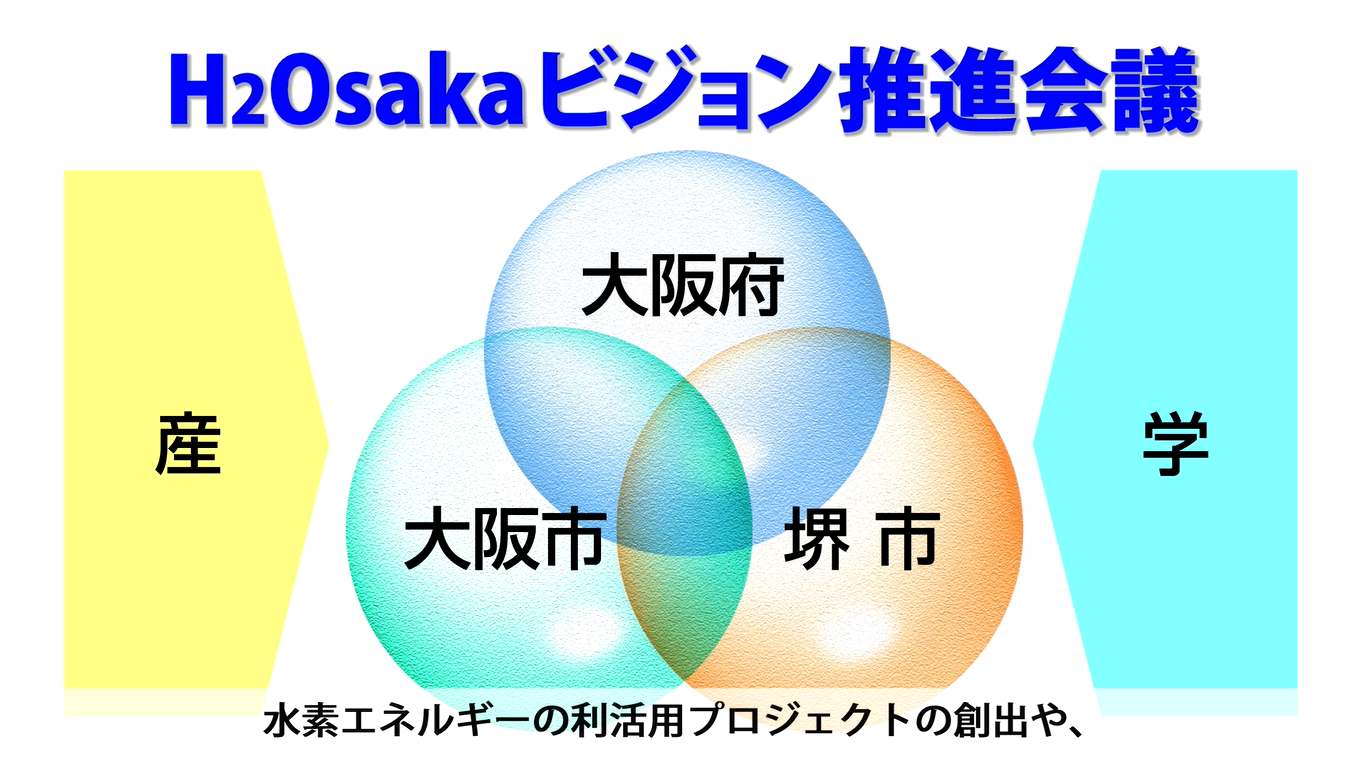 H2Osakaビジョン推進会議
大阪府
産
学
大阪市
堺市
水素エネルギーの利活用プロジェクトの創出や、